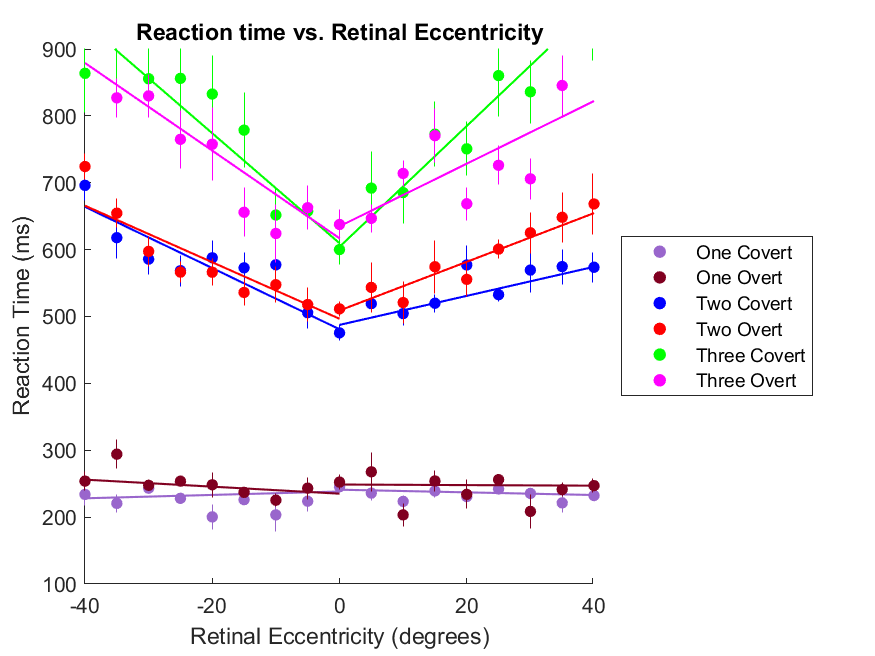 Reaction time vs. Retinal Eccentricity
900
800
700
600
500
400
300
200
100
Reaction Time (ms)
-40
-20
0
20
40
Retinal Eccentricity (degrees)
One Covert
One Overt
Two Covert
Two Overt
Three Covert
Three Overt